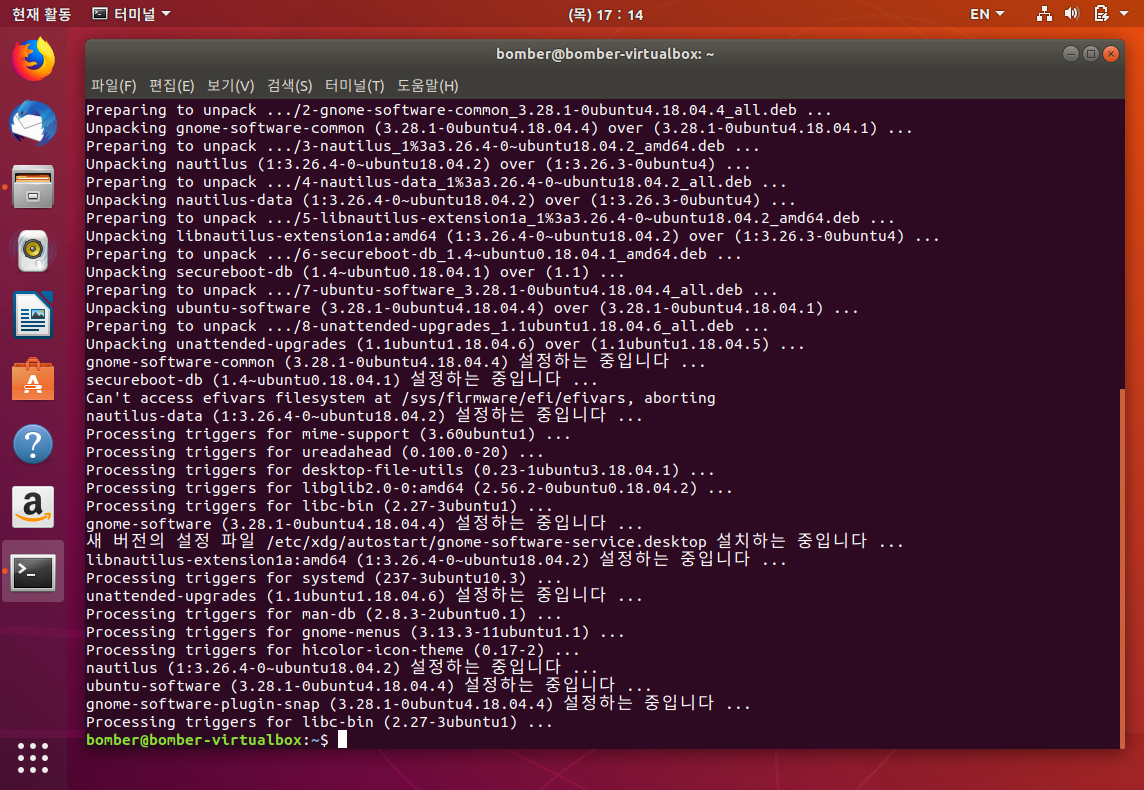 현재 활동 터미널 (목) 17 : 14 EN
bomber@bomber-virtualbox: ~
파일(F) 편집(E) 보기(V) 검색(S) 터미널(T) 도움말(H)
Preparing to unpack .../2-gnome-software-common_3.28.1-0ubuntu4.18.04.4_all.deb ...
Unpacking gnome-software-common (3.28.1-0ubuntu4.18.04.4) over (3.28.1-0ubuntu4.18.04.1) ...
Preparing to unpack .../3-nautilus_1%3a3.26.4-0~ubuntu18.04.2_amd64.deb ...
Unpacking nautilus (1:3.26.4-0~ubuntu18.04.2) over (1:3.26.3-0ubuntu4) ...
Preparing to unpack .../4-nautilus-data_1%3a3.26.4-0~ubuntu18.04.2_all.deb ...
Unpacking nautilus-data (1:3.26.4-0~ubuntu18.04.2) over (1:3.26.3-0ubuntu4) ...
Preparing to unpack .../5-libnautilus-extension1a_1%3a3.26.4-0~ubuntu18.04.2_amd64.deb ...
Unpacking libnautilus-extension1a:amd64 (1:3.26.4-0~ubuntu18.04.2) over (1:3.26.3-0ubuntu4) ...
Preparing to unpack .../6-secureboot-db_1.4~ubuntu0.18.04.1_amd64.deb ...
Unpacking secureboot-db (1.4~ubuntu0.18.04.1) over (1.1) ...
Preparing to unpack .../7-ubuntu-software_3.28.1-0ubuntu4.18.04.4_all.deb ...
Unpacking ubuntu-software (3.28.1-0ubuntu4.18.04.4) over (3.28.1-0ubuntu4.18.04.1) ...
Preparing to unpack .../8-unattended-upgrades_1.1ubuntu1.18.04.6_all.deb ...
Unpacking unattended-upgrades (1.1ubuntu1.18.04.6) over (1.1ubuntu1.18.04.5) ...
gnome-software-common (3.28.1-0ubuntu4.18.04.4) 설정하는 중입니다 ...
secureboot-db (1.4~ubuntu0.18.04.1) 설정하는 중입니다 ...
Can't access efivars filesystem at /sys/firmware/efi/efivars, aborting
nautilus-data (1:3.26.4-0~ubuntu18.04.2) 설정하는 중입니다 ...
Processing triggers for mime-support (3.60ubuntu1) ...
Processing triggers for ureadahead (0.100.0-20) ...
Processing triggers for desktop-file-utils (0.23-1ubuntu3.18.04.1) ...
Processing triggers for libglib2.0-0:amd64 (2.56.2-0ubuntu0.18.04.2) ...
Processing triggers for libc-bin (2.27-3ubuntu1) ...
gnome-software (3.28.1-0ubuntu4.18.04.4) 설정하는 중입니다 ...
새 버전의 설정 파일 /etc/xdg/autostart/gnome-software-service.desktop 설치하는 중입니다 ...
libnautilus-extension1a:amd64 (1:3.26.4-0~ubuntu18.04.2) 설정하는 중입니다 ...
Processing triggers for systemd (237-3ubuntu10.3) ...
unattended-upgrades (1.1ubuntu1.18.04.6) 설정하는 중입니다 ...
Processing triggers for man-db (2.8.3-2ubuntu0.1) ...
Processing triggers for gnome-menus (3.13.3-11ubuntu1.1) ...
Processing triggers for hicolor-icon-theme (0.17-2) ...
nautilus (1:3.26.4-0~ubuntu18.04.2) 설정하는 중입니다 ...
ubuntu-software (3.28.1-0ubuntu4.18.04.4) 설정하는 중입니다 ...
gnome-software-plugin-snap (3.28.1-0ubuntu4.18.04.4) 설정하는 중입니다 ...
Processing triggers for libc-bin (2.27-3ubuntu1) ...
bomber@bomber-virtualbox:~$